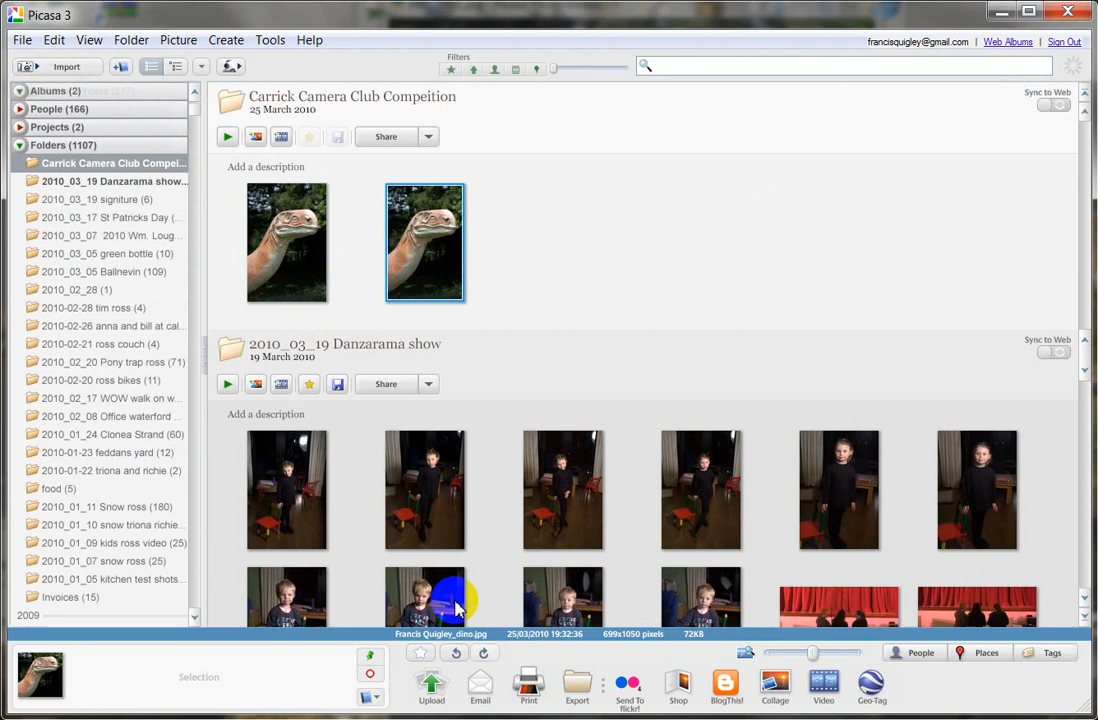 Picasa 3
File Edit View Folder Picture Create Tools Help
francisquigley@gmail.com | Web Albums | Sign Out
Import
Filters
Albums (2)
People (166)
Projects (2)
Folders (1107)
Carrick Camera Club Compei...
2010_03_19 Danzarama show...
2010_03_19 signiture (6)
2010_03_17 St Patricks Day (...
2010_03_07 2010 Wm. Loug...
2010_03_05 green bottle (10)
2010_03_05 Ballnevin (109)
2010_02_28 (1)
2010-02-28 tim ross (4)
2010-02-26 anna and bill at cal...
2010-02-21 ross couch (4)
2010_02_20 Pony trap ross (71)
2010-02-20 ross bikes (11)
2010_02_17 WOW walk on w...
2010_02_08 Office waterford ...
2010_01_24 Clonea Strand (60)
2010-01-23 feddans yard (12)
2010-01-22 triona and richie (2)
food (5)
2010_01_11 Snow ross (180)
2010_01_10 snow triona richie...
2010_01_09 kids ross video (25)
2010_01_07 snow ross (25)
2010_01_05 kitchen test shots...
Invoices (15)
2009
Carrick Camera Club Compeition
25 March 2010
Sync to Web
Share
Add a description
2010_03_19 Danzarama show
19 March 2010
Sync to Web
Share
Add a description
Francis Quigley_dino.jpg 25/03/2010 19:32:36 699x1050 pixels 72KB
Selection
People Places Tags
Upload Email Print Export Send To flickr! Shop BlogThis! Collage Video Geo-Tag